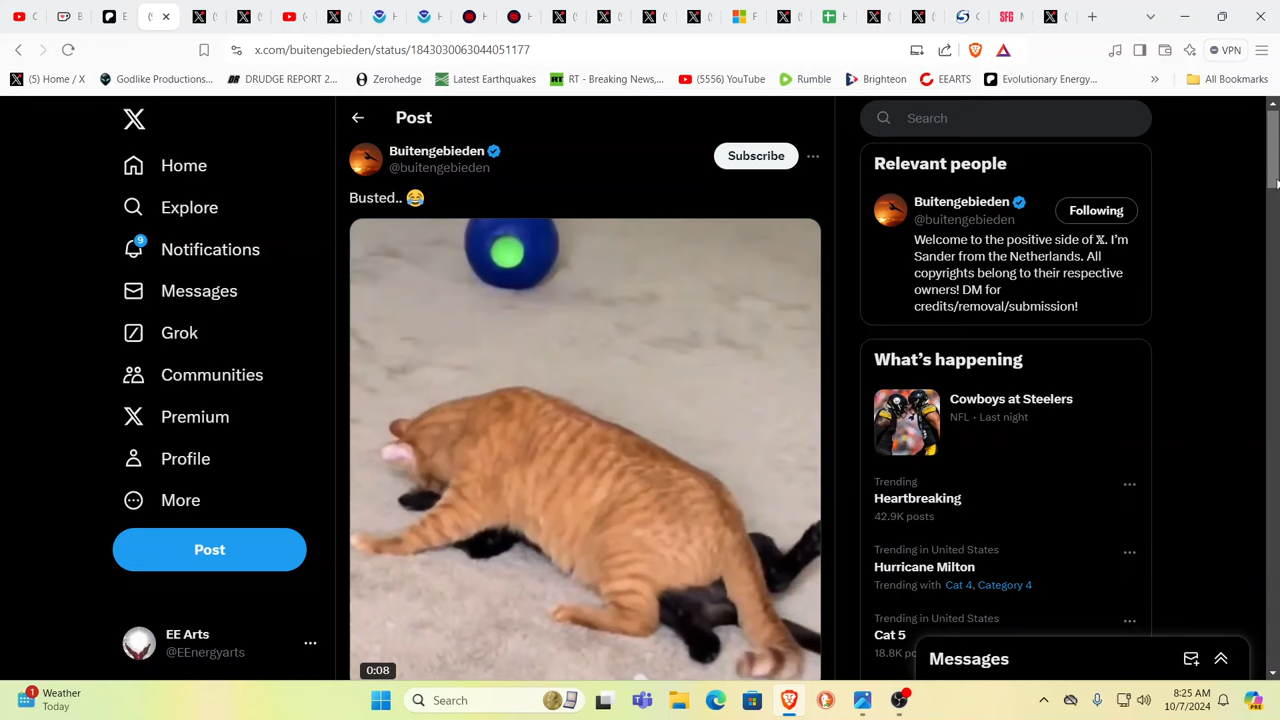 x.com/buitengebieden/status/1843030063044051177
VPN
(5) Home / X
Godlike Productions...
DRUDGE REPORT 2...
Zerohedge
Latest Earthquakes
RT - Breaking News,...
(5556) YouTube
Rumble
Brighteon
EEARTS
Evolutionary Energy...
All Bookmarks
Home
Explore
9
Notifications
Messages
Grok
Communities
Premium
Profile
More
Post
EE Arts
@EEnergyarts
Post
Buitengebieden
@buitengebieden
Subscribe
Busted.. 😂
0:08
Search
Relevant people
Buitengebieden
@buitengebieden
Following
Welcome to the positive side of 𝕏. I’m
Sander from the Netherlands. All
copyrights belong to their respective
owners! DM for
credits/removal/submission!
What’s happening
Cowboys at Steelers
NFL · Last night
Trending
Heartbreaking
42.9K posts
Trending in United States
Hurricane Milton
Trending with Cat 4, Category 4
Trending in United States
Cat 5
18.8K
Messages
1
Weather
Today
Search
8:25 AM
10/7/2024